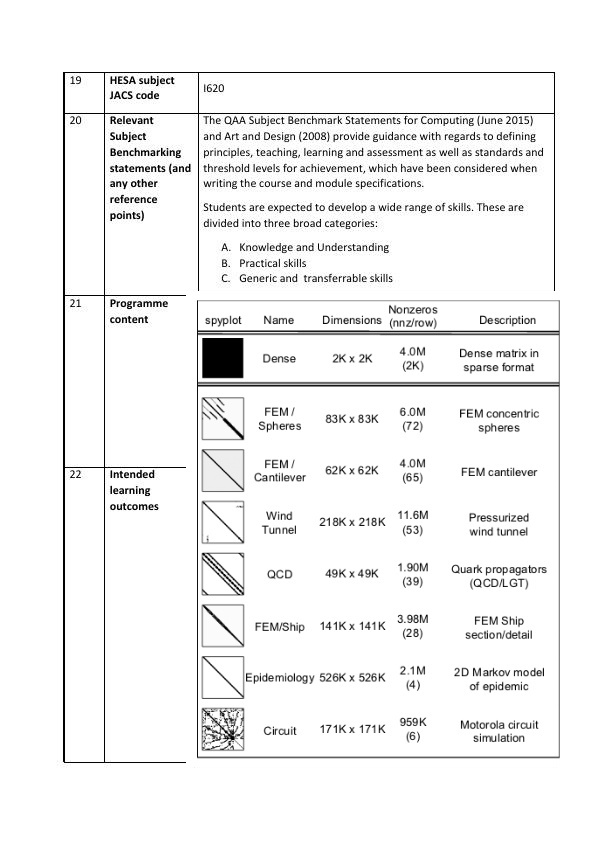 19
HESA subject
JACS code
I620
20
Relevant
Subject
Benchmarking
statements (and
any other
reference
points)
The QAA Subject Benchmark Statements for Computing (June 2015)
and Art and Design (2008) provide guidance with regards to defining
principles, teaching, learning and assessment as well as standards and
threshold levels for achievement, which have been considered when
writing the course and module specifications.
Students are expected to develop a wide range of skills. These are
divided into three broad categories:
A. Knowledge and Understanding
B. Practical skills
C. Generic and transferrable skills
21
Programme
content
22
Intended
learning
outcomes
spyplot Name Dimensions Nonzeros (nnz/row) Description
Dense 2K x 2K 4.0M (2K) Dense matrix in sparse format
FEM / Spheres 83K x 83K 6.0M (72) FEM concentric spheres
FEM / Cantilever 62K x 62K 4.0M (65) FEM cantilever
Wind Tunnel 218K x 218K 11.6M (53) Pressurized wind tunnel
QCD 49K x 49K 1.90M (39) Quark propagators (QCD/LGT)
FEM/Ship 141K x 141K 3.98M (28) FEM Ship section/detail
Epidemiology 526K x 526K 2.1M (4) 2D Markov model of epidemic
Circuit 171K x 171K 959K (6) Motorola circuit simulation